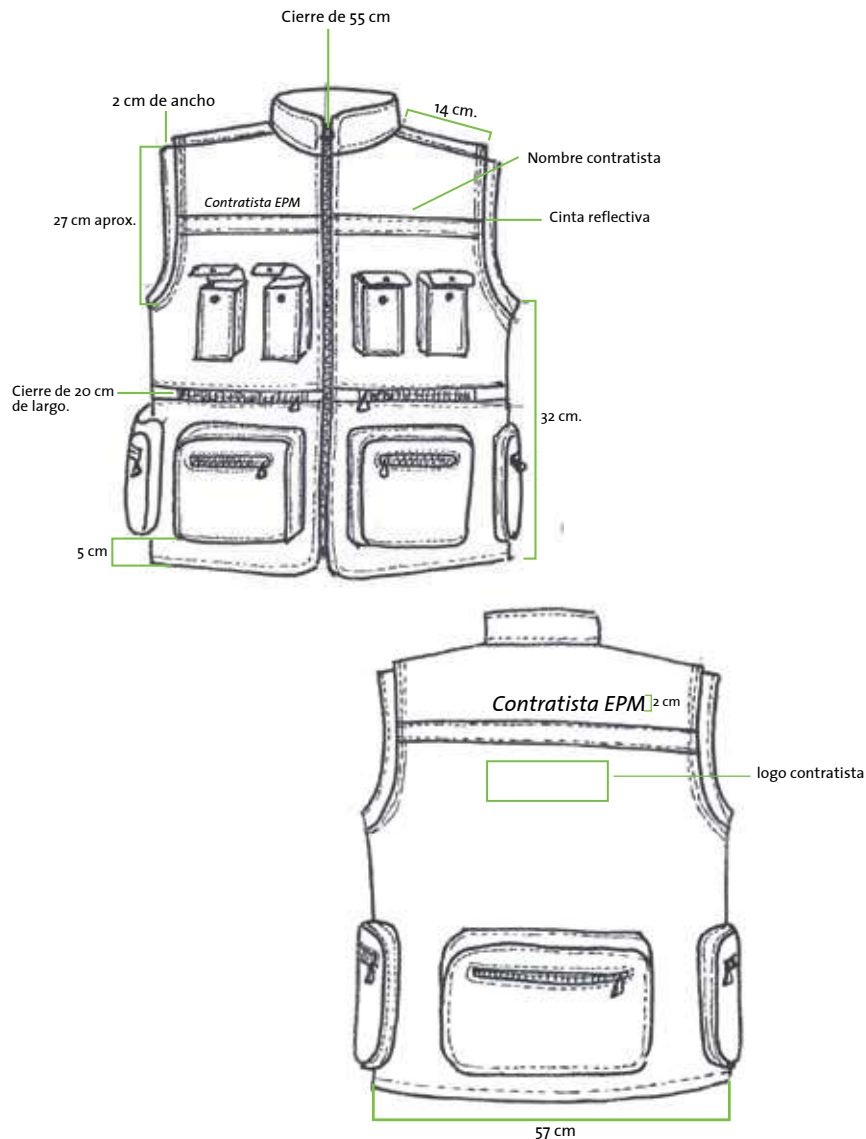 Cierre de 55 cm
2 cm de ancho
14 cm.
Nombre contratista
Contratista EPM
27 cm aprox.
Cinta reflectiva
Cierre de 20 cm
de largo.
32 cm.
5 cm
Contratista EPM
2 cm
logo contratista
57 cm